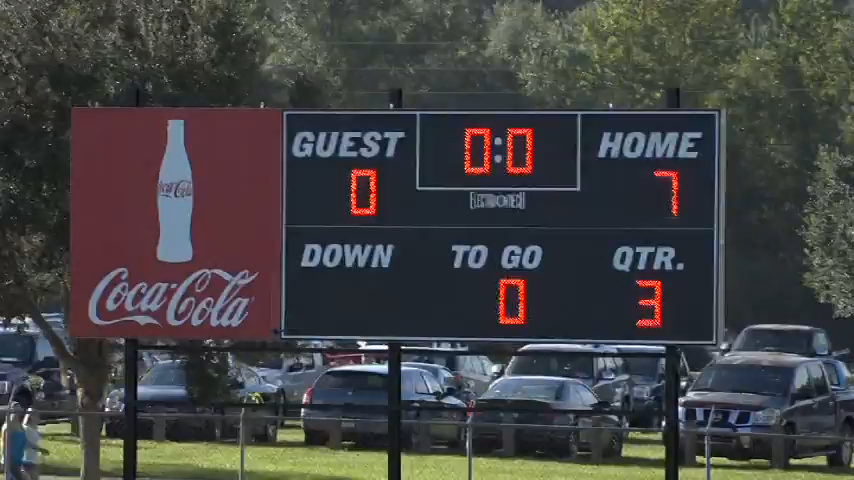 GUEST 0:0 HOME
0 7
DOWN TO GO QTR.
0 3
Coca-Cola
Coca-Cola